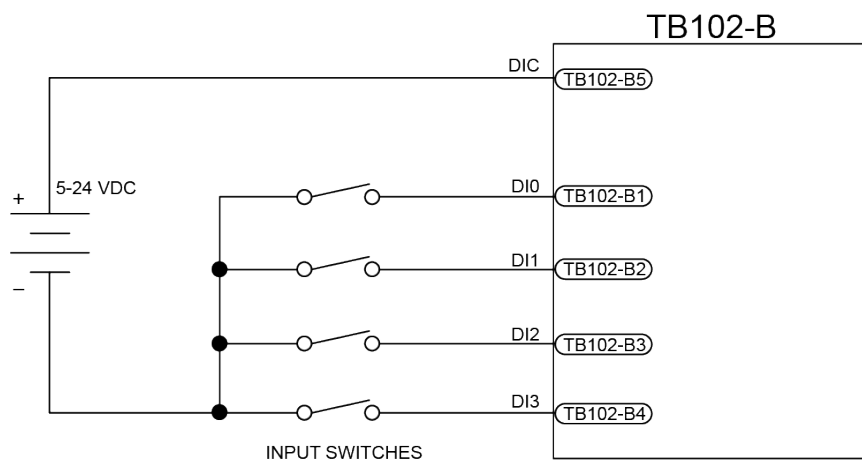 TB102-B
DIC
TB102-B5
5-24 VDC
+
DI0
TB102-B1
DI1
TB102-B2
–
DI2
TB102-B3
DI3
TB102-B4
INPUT SWITCHES